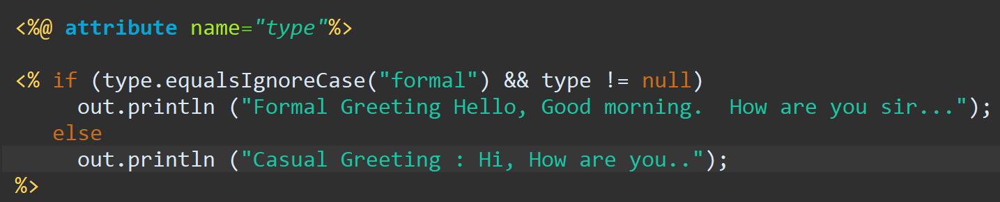 <%@ attribute name="type"%>
<% if (type.equalsIgnoreCase("formal") && type != null)
out.println ("Formal Greeting Hello, Good morning.  How are you sir...");
else
out.println ("Casual Greeting : Hi, How are you..");
%>